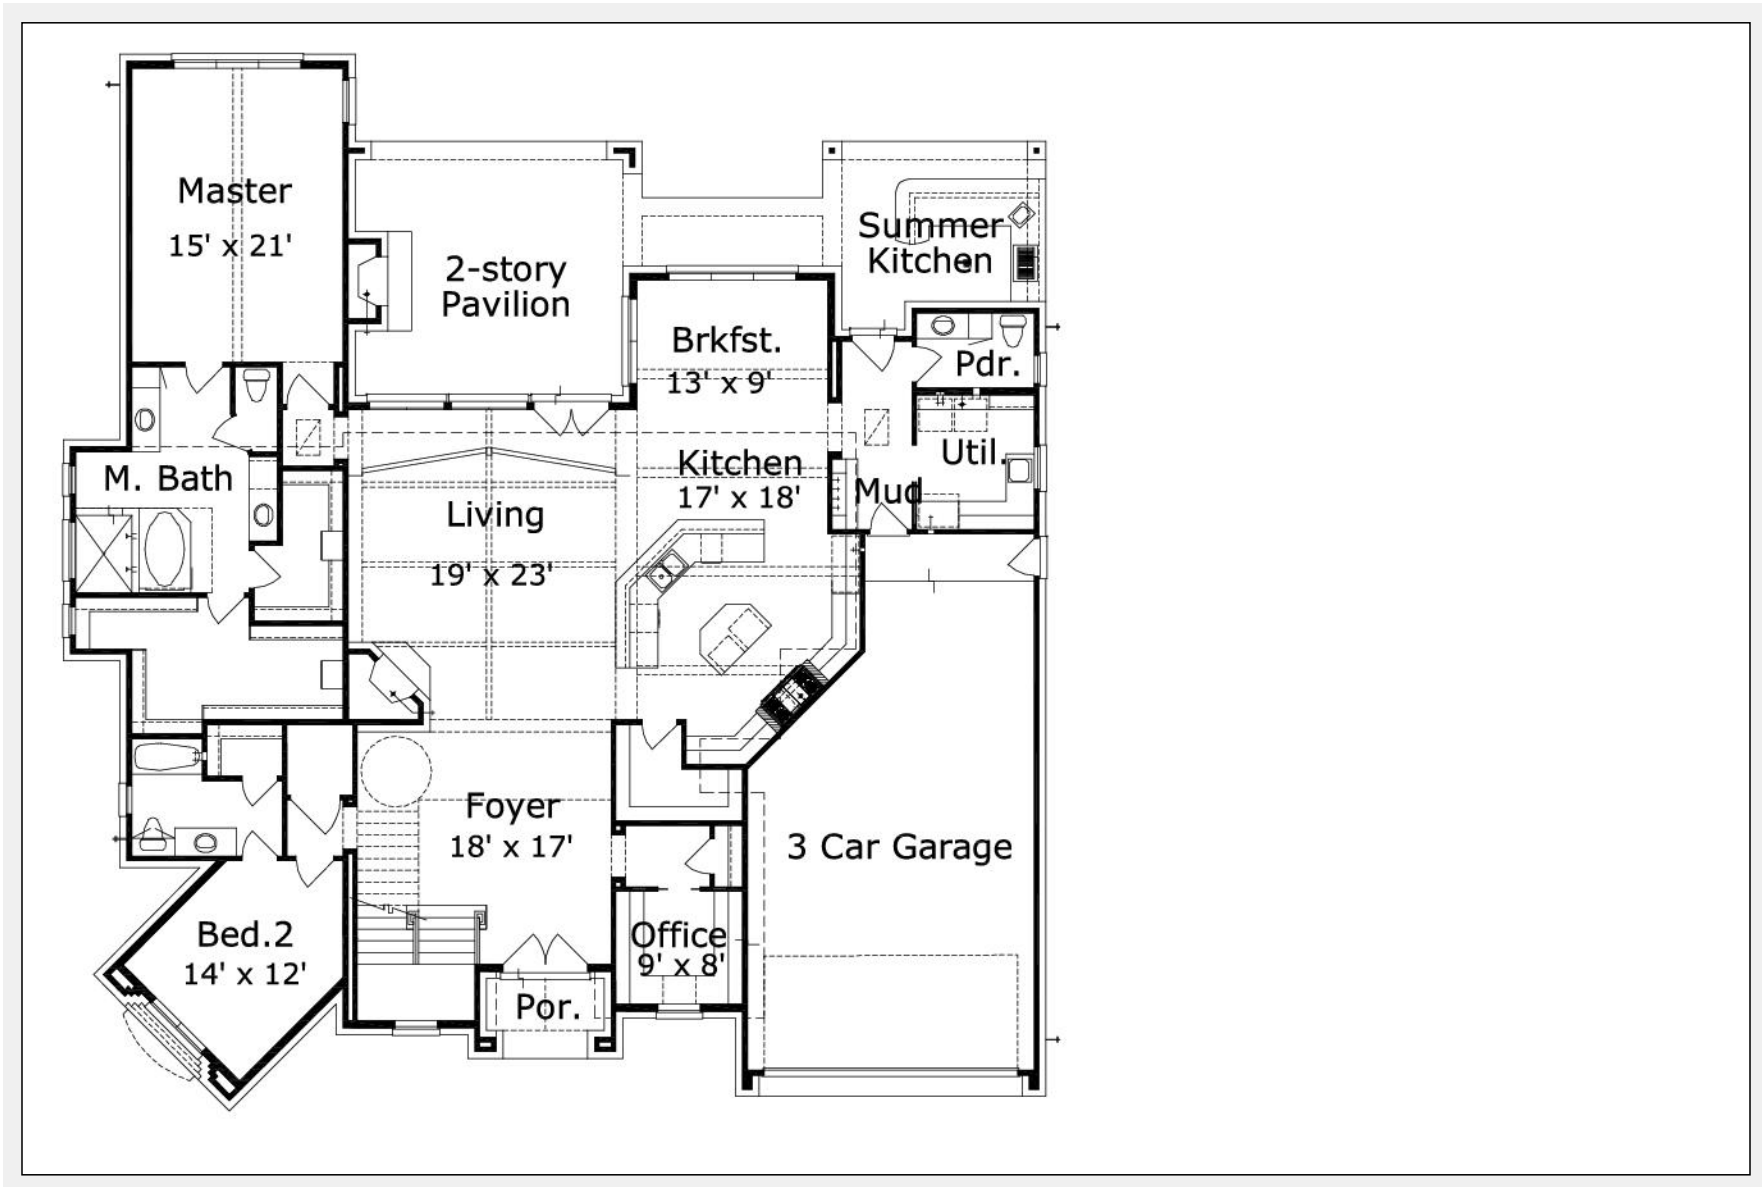 Master
15' x 21'
2-story
Pavilion
Summer
Kitchen
Brkfst.
13' x 9'
Pdr.
M. Bath
Living
19' x 23'
Kitchen
17' x 18'
Util.
Mud
Foyer
18' x 17'
3 Car Garage
Bed.2
14' x 12'
Office
9' x 8'
Por.